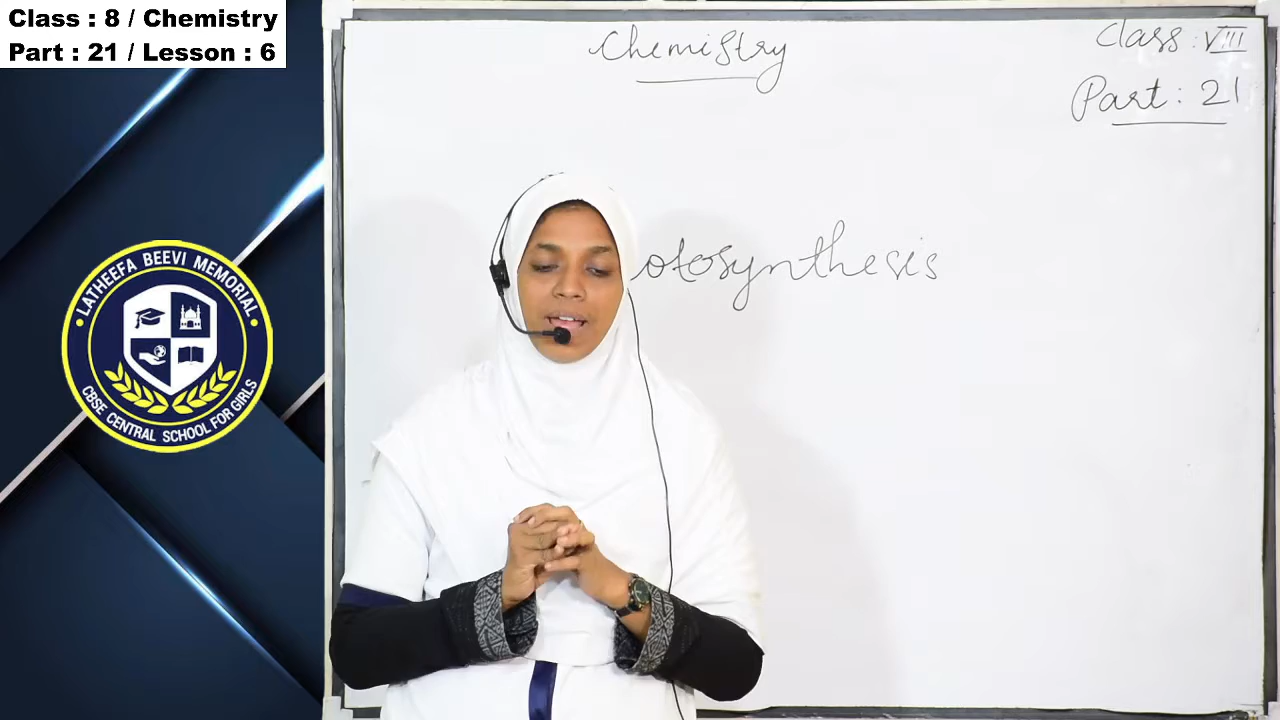 Class : 8 / Chemistry
Part : 21 / Lesson : 6
Chemistry
Class : VIII
Part : 21
otosynthesis
LATHEEFA BEEVI MEMORIAL
CBSE CENTRAL SCHOOL FOR GIRLS